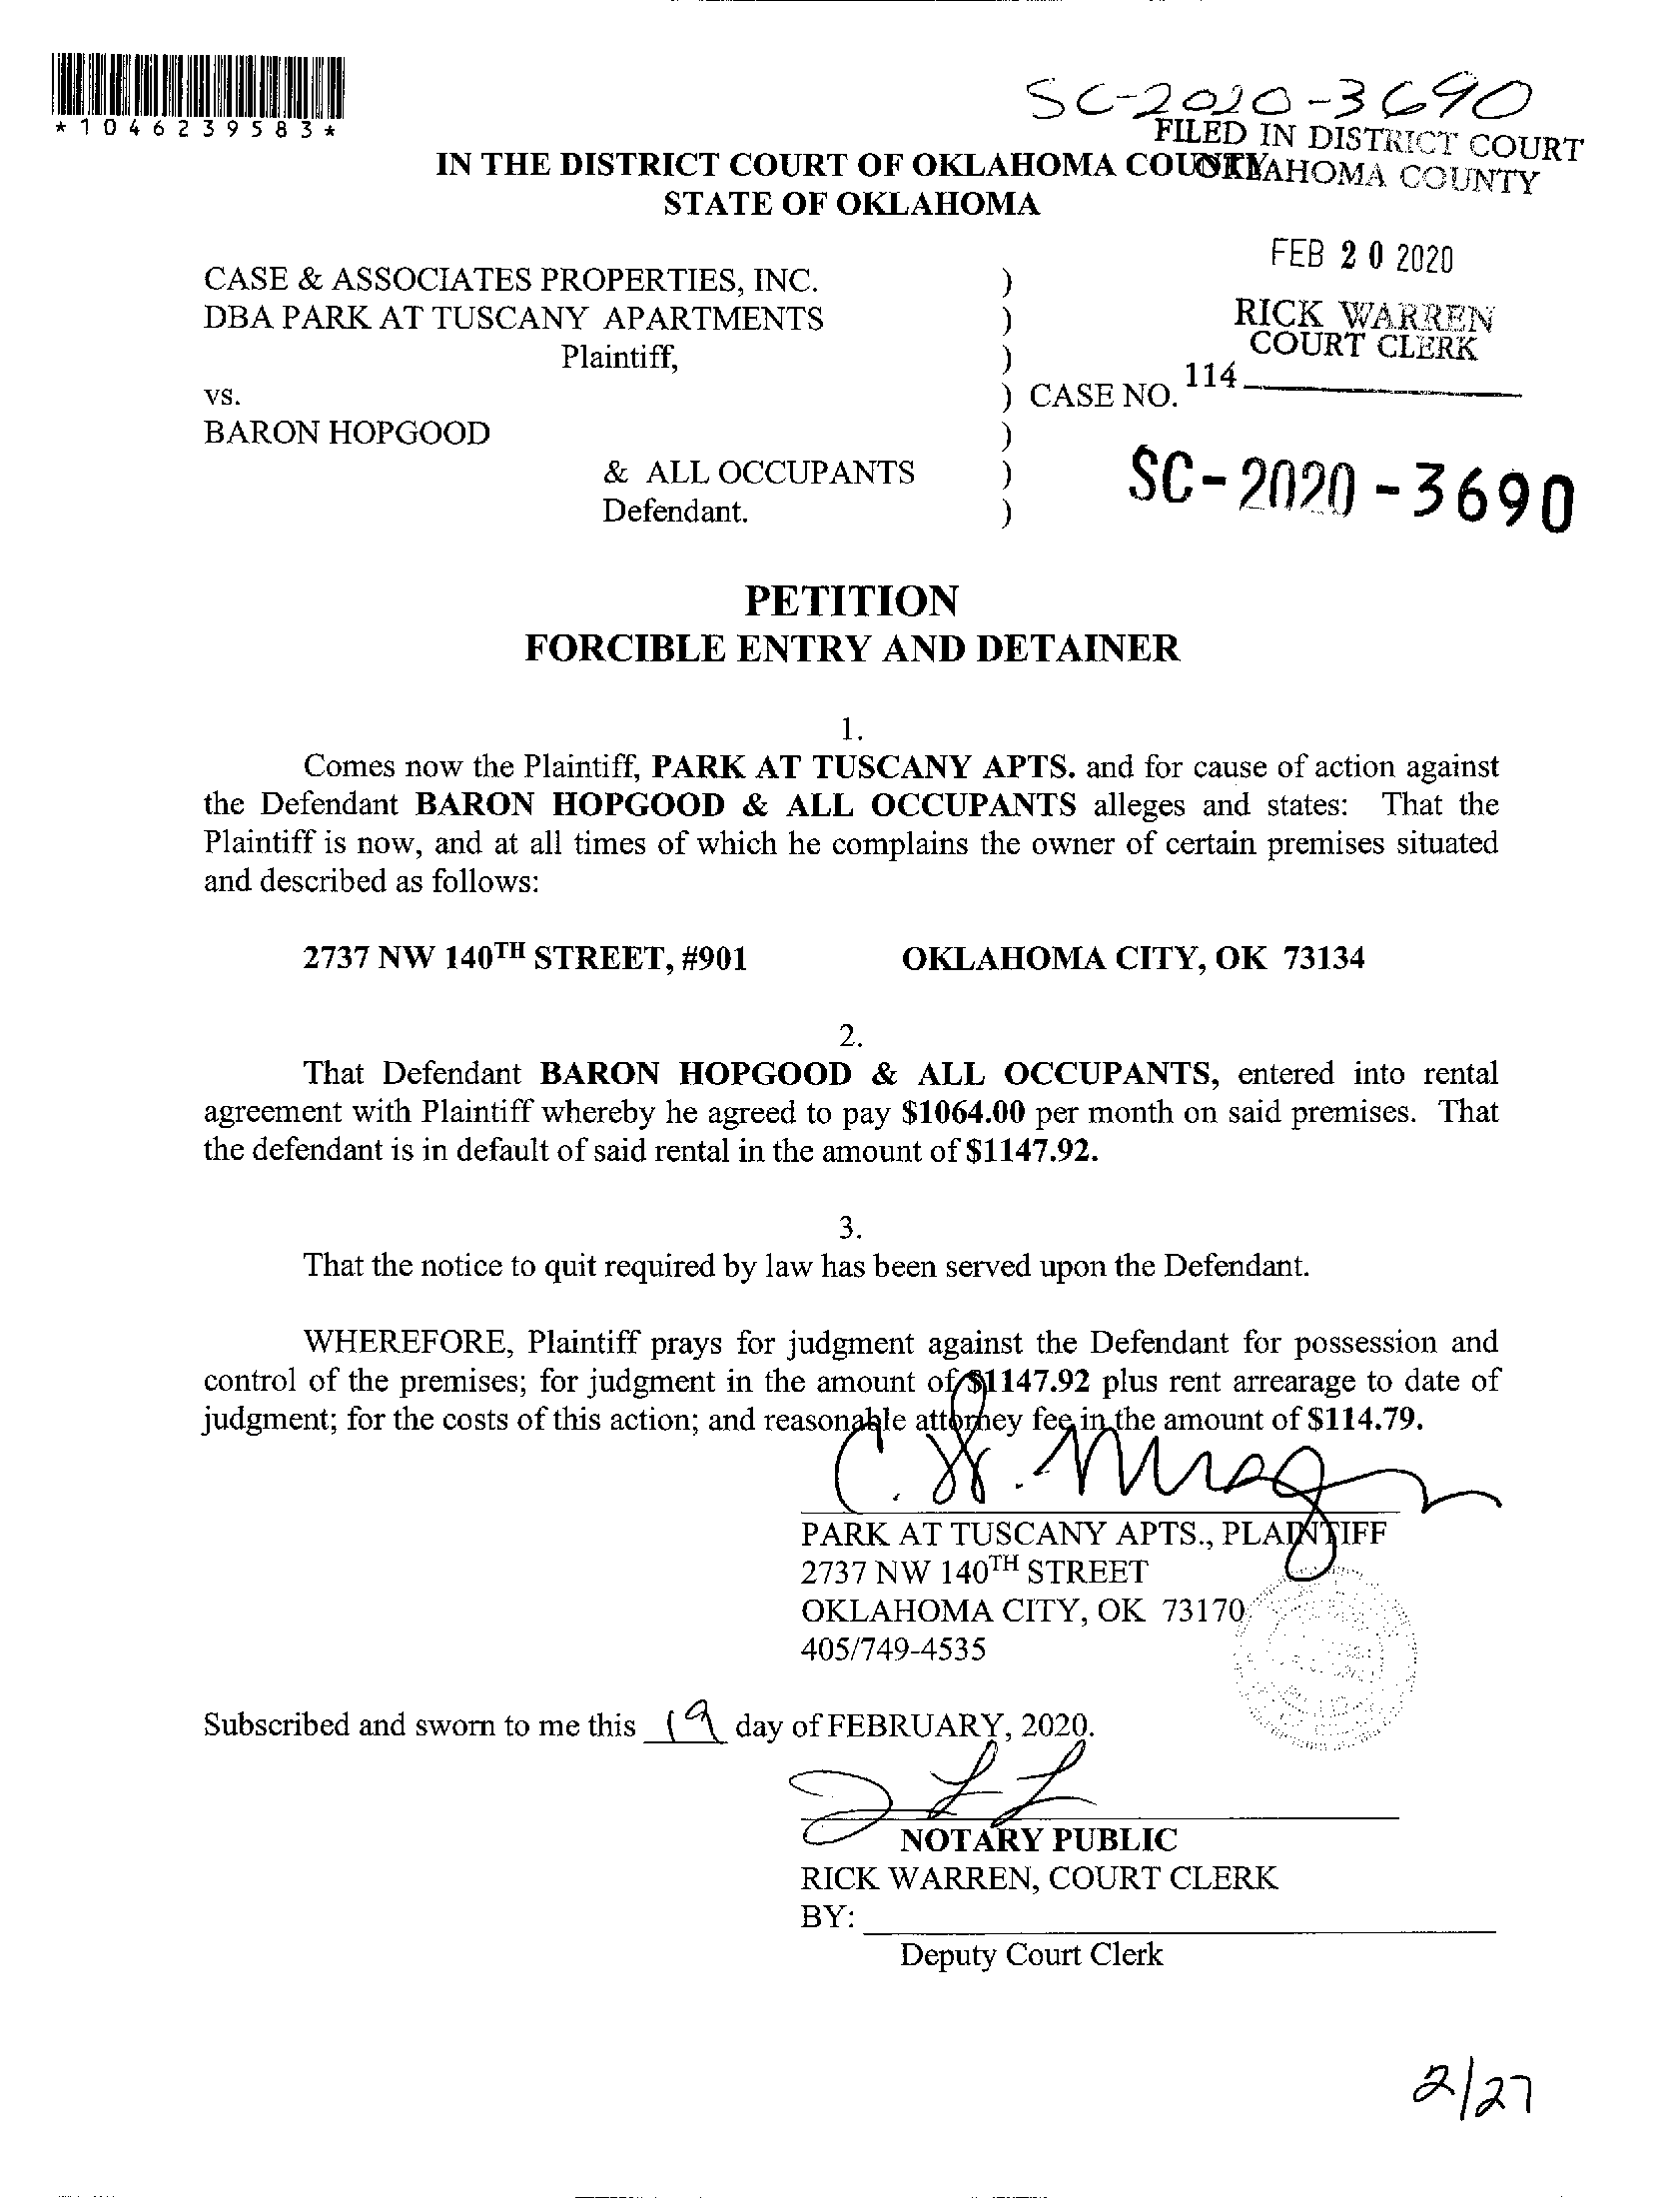 *1046239583*
SC-2020-3690
FILED IN DISTRICT COURT
OKLAHOMA COUNTY
IN THE DISTRICT COURT OF OKLAHOMA COUNTY
STATE OF OKLAHOMA
FEB 20 2020
RICK WARREN
COURT CLERK
114
CASE & ASSOCIATES PROPERTIES, INC. )
DBA PARK AT TUSCANY APARTMENTS )
Plaintiff, )
vs. ) CASE NO.
BARON HOPGOOD )
& ALL OCCUPANTS )
Defendant. )
SC-2020-3690
PETITION
FORCIBLE ENTRY AND DETAINER
1.
Comes now the Plaintiff, PARK AT TUSCANY APTS. and for cause of action against
the Defendant BARON HOPGOOD & ALL OCCUPANTS alleges and states: That the
Plaintiff is now, and at all times of which he complains the owner of certain premises situated
and described as follows:
2737 NW 140TH STREET, #901 OKLAHOMA CITY, OK 73134
2.
That Defendant BARON HOPGOOD & ALL OCCUPANTS, entered into rental
agreement with Plaintiff whereby he agreed to pay $1064.00 per month on said premises. That
the defendant is in default of said rental in the amount of $1147.92.
3.
That the notice to quit required by law has been served upon the Defendant.
WHEREFORE, Plaintiff prays for judgment against the Defendant for possession and
control of the premises; for judgment in the amount of $1147.92 plus rent arrearage to date of
judgment; for the costs of this action; and reasonable attorney fee in the amount of $114.79.
PARK AT TUSCANY APTS., PLAINTIFF
2737 NW 140TH STREET
OKLAHOMA CITY, OK 73170
405/749-4535
Subscribed and sworn to me this 19 day of FEBRUARY, 2020.
NOTARY PUBLIC
RICK WARREN, COURT CLERK
BY:
Deputy Court Clerk
2/27